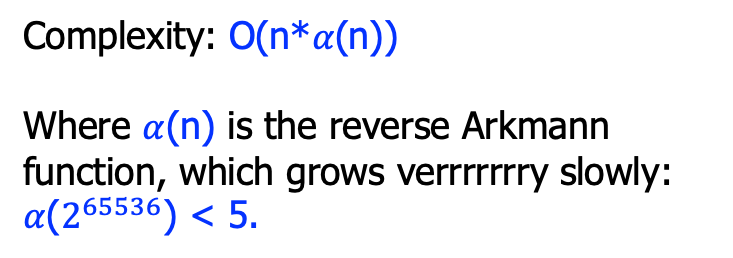 Complexity: O(n*α(n))
Where α(n) is the reverse Arkmann
function, which grows verrrrrrry slowly:
α(2⁶⁵⁵³⁶) < 5.